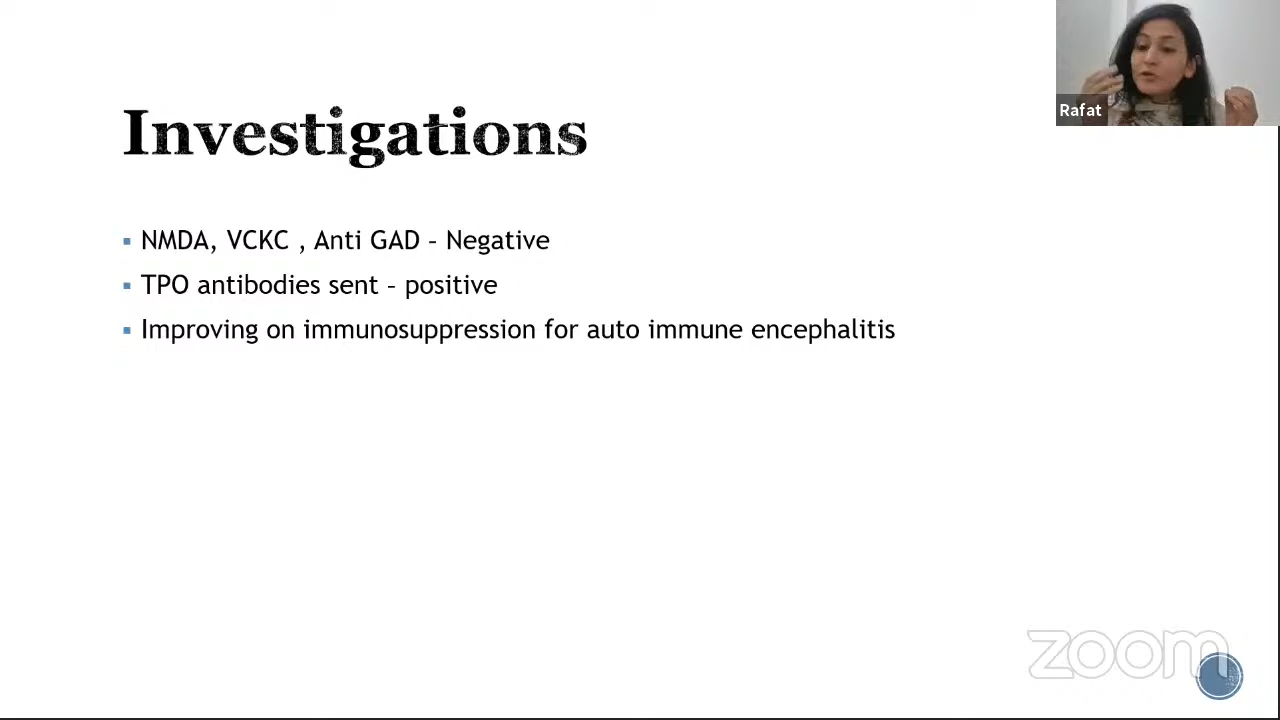 Rafat
Investigations
NMDA, VCKC , Anti GAD – Negative
TPO antibodies sent – positive
Improving on immunosuppression for auto immune encephalitis
zoom